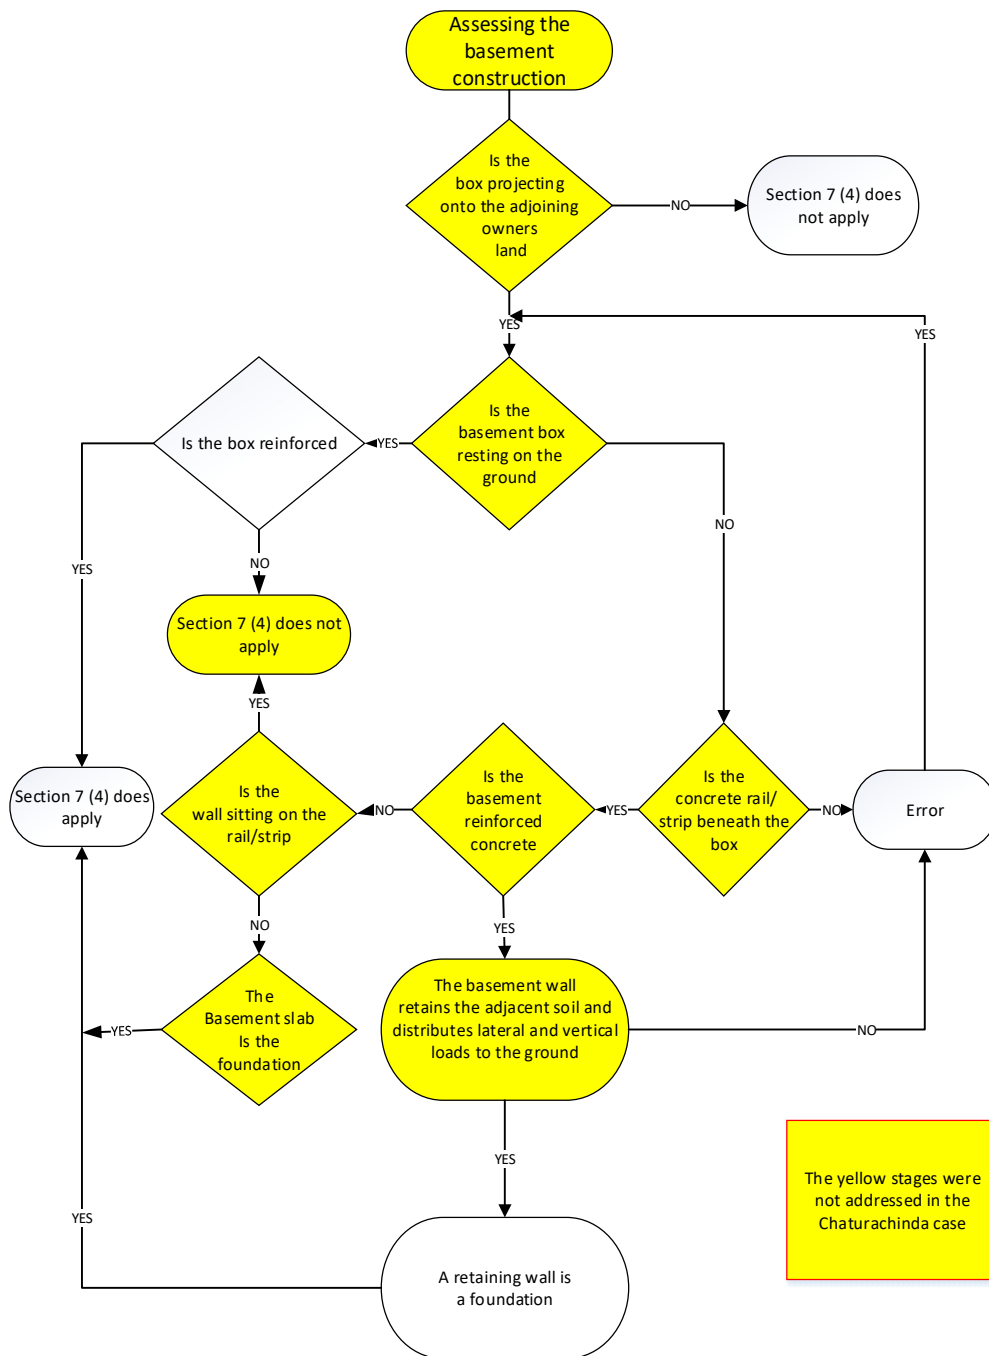 Assessing the
basement
construction
Is the
box projecting
onto the adjoining
owners
land
NO
Section 7 (4) does
not apply
YES
YES
Is the
basement box
resting on the
ground
YES
Is the box reinforced
NO
YES
NO
Section 7 (4) does not
apply
YES
Section 7 (4) does
apply
Is the
wall sitting on the
rail/strip
NO
Is the
basement
reinforced
concrete
YES
Is the
concrete rail/
strip beneath the
box
NO
Error
NO
YES
The
Basement slab
Is the
foundation
YES
The basement wall
retains the adjacent soil and
distributes lateral and vertical
loads to the ground
NO
YES
YES
A retaining wall is
a foundation
The yellow stages were
not addressed in the
Chaturachinda case